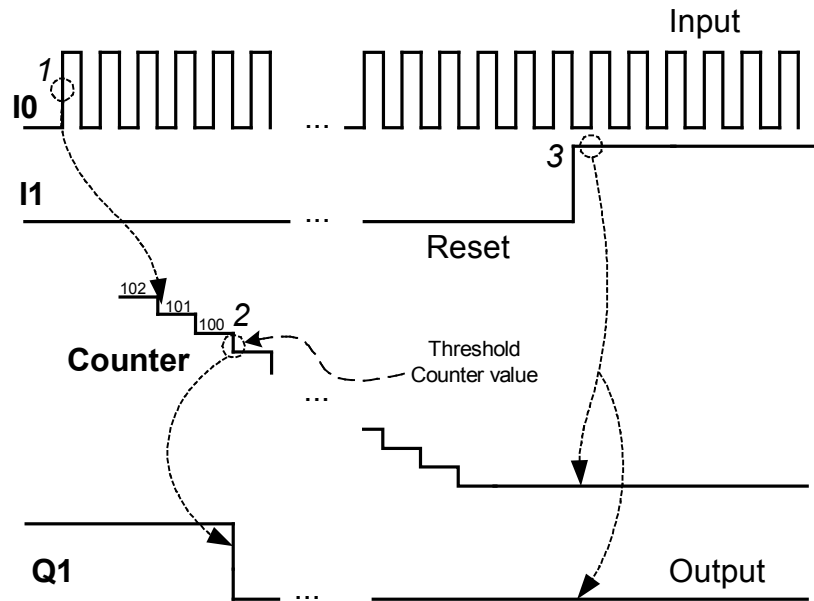 Input
1
I0
...
3
I1
...
Reset
102
101
100
2
Counter
Threshold
Counter value
...
Q1
...
Output